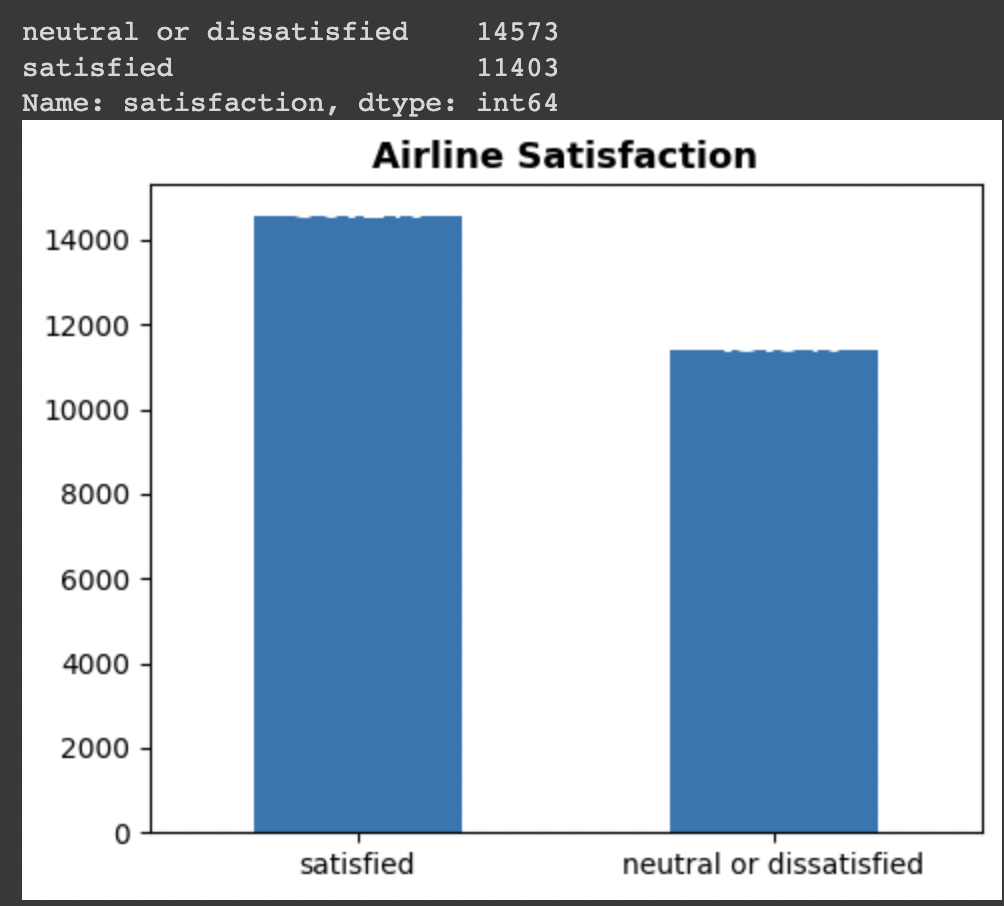 neutral or dissatisfied 14573
satisfied 11403
Name: satisfaction, dtype: int64
Airline Satisfaction
14000
12000
10000
8000
6000
4000
2000
0
satisfied neutral or dissatisfied